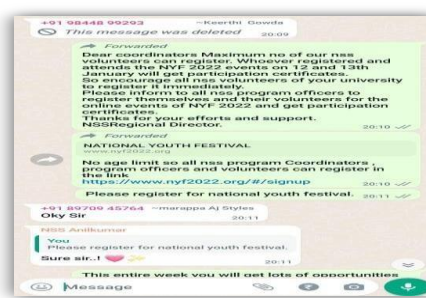 +91 98448 99293 ~Keerthi Gowda
This message was deleted 20:09
Forwarded
Dear coordinators Maximum no of our nss
volunteers can register. Whoever registered and
attends the NYF 2022 events on 12 and 13th
January will get participation certificates.
So encourage all nss volunteers of your university
to register it immediately.
Please inform to all nss program officers to
register themselves and their volunteers for the
online events of NYF 2022 and get participation
certificates.
Thanks for your efforts and support.
NSSRegional Director. 20:10
Forwarded
NATIONAL YOUTH FESTIVAL
www.nyf2022.org
No age limit so all nss program Coordinators ,
program officers and volunteers can register in
the link
https://www.nyf2022.org/#/signup
20:10
Please register for national youth festival. 20:11
+91 89709 45764 ~marappa Aj Styles
Oky Sir 20:11
NSS Anilkumar
You
Please register for national youth festival.
Sure sir..! 20:11
This entire week you will get lots of opportunities
Message